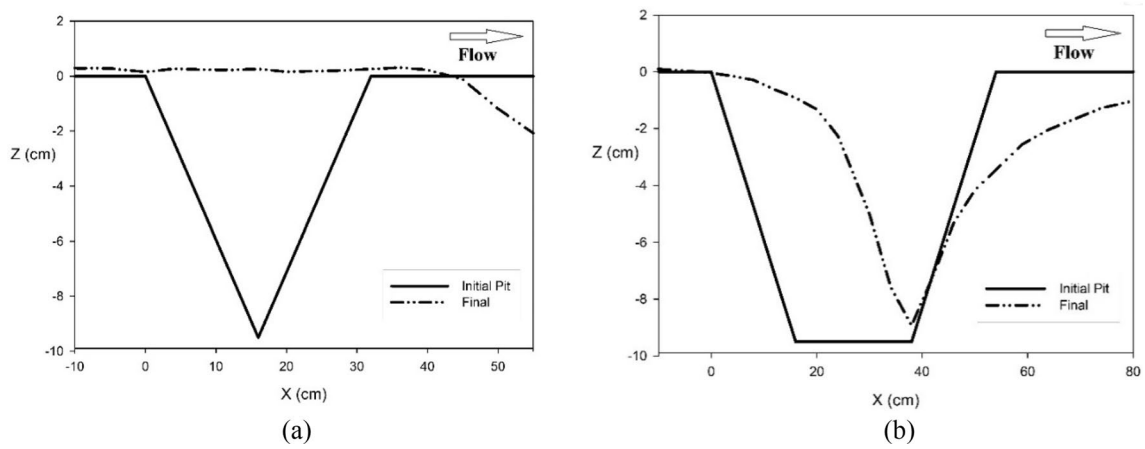 2
0
-2
Z (cm)
-4
-6
-8
-10
-10 0 10 20 30 40 50
X (cm)
Flow
Initial Pit
Final
(a)
2
0
-2
Z (cm)
-4
-6
-8
-10
0 20 40 60 80
X (cm)
Flow
Initial Pit
Final
(b)